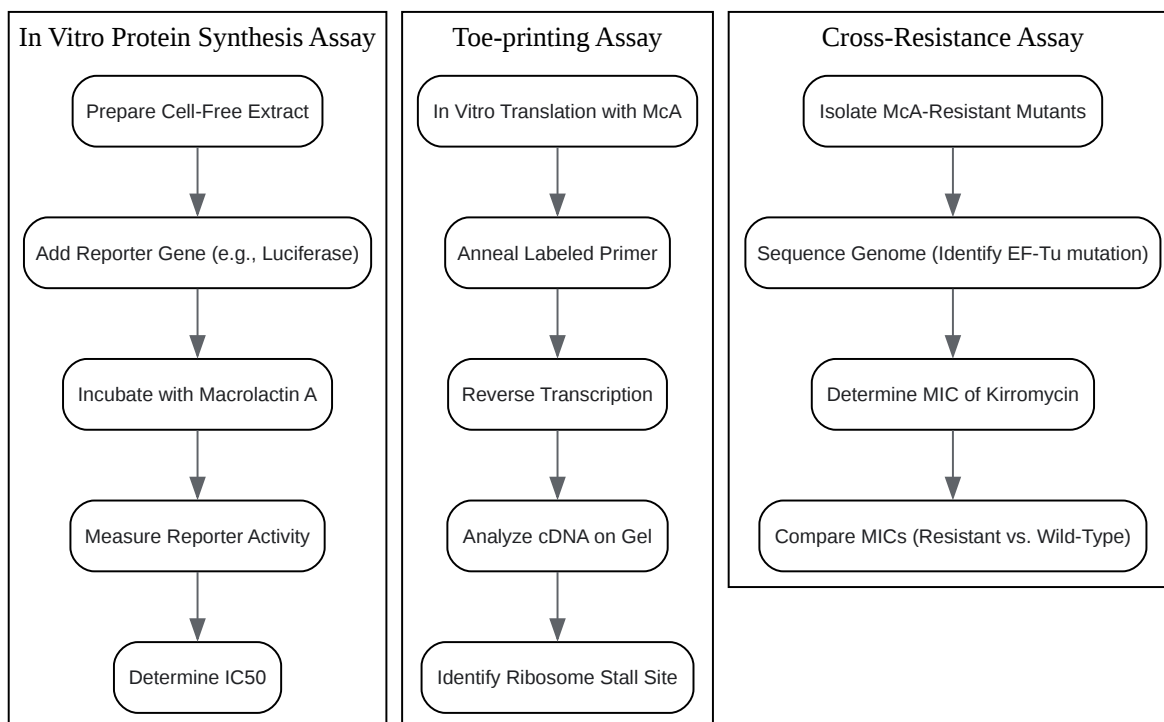 In Vitro Protein Synthesis Assay
Prepare Cell-Free Extract
Add Reporter Gene (e.g., Luciferase)
Incubate with Macrolactin A
Measure Reporter Activity
Determine IC50
Toe-printing Assay
In Vitro Translation with McA
Anneal Labeled Primer
Reverse Transcription
Analyze cDNA on Gel
Identify Ribosome Stall Site
Cross-Resistance Assay
Isolate McA-Resistant Mutants
Sequence Genome (Identify EF-Tu mutation)
Determine MIC of Kirromycin
Compare MICs (Resistant vs. Wild-Type)